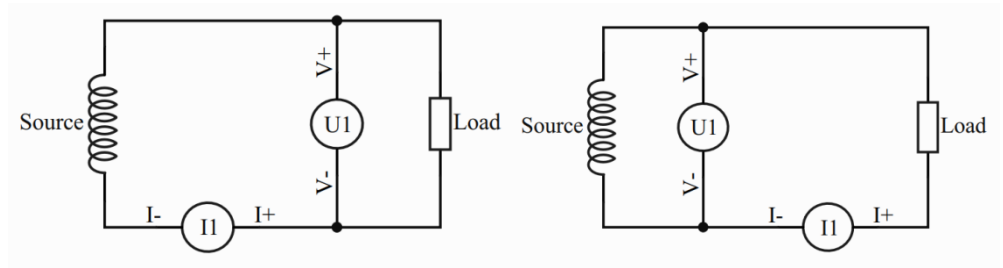 V+
Source
U1
Load
V-
I-
I1
I+
V+
Source
U1
Load
V-
I-
I1
I+